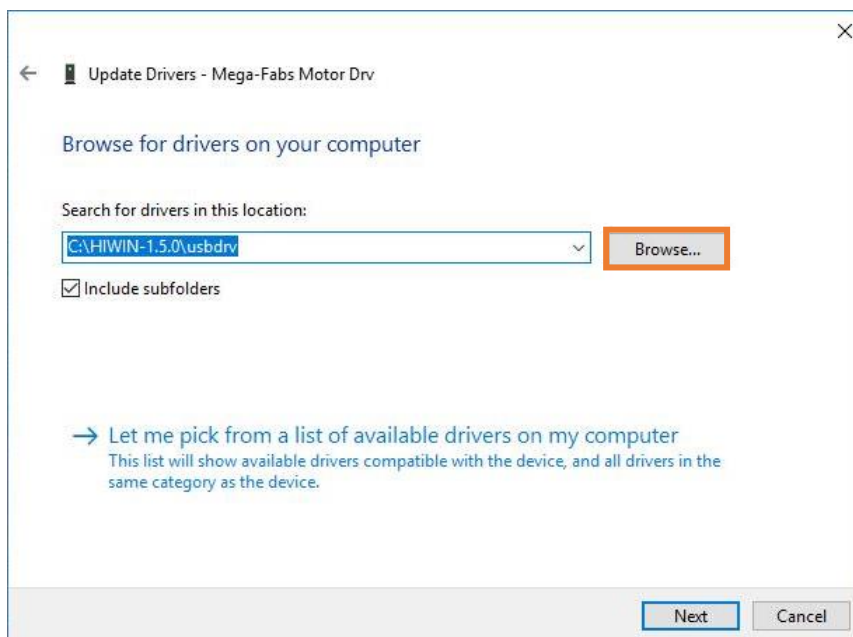 Update Drivers - Mega-Fabs Motor Drv
Browse for drivers on your computer
Search for drivers in this location:
C:\HIWIN-1.5.0\usbdrv
Browse...
Include subfolders
Let me pick from a list of available drivers on my computer
This list will show available drivers compatible with the device, and all drivers in the
same category as the device.
Next
Cancel